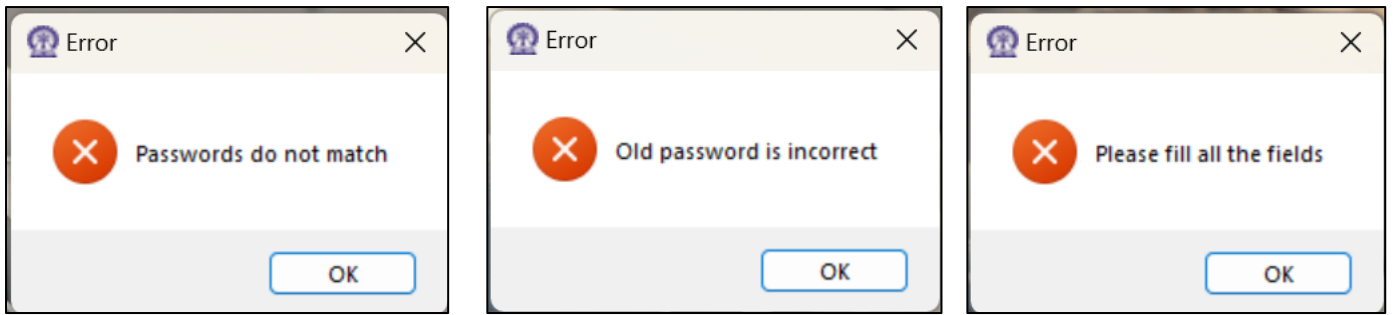 Error
Passwords do not match
OK
Error
Old password is incorrect
OK
Error
Please fill all the fields
OK